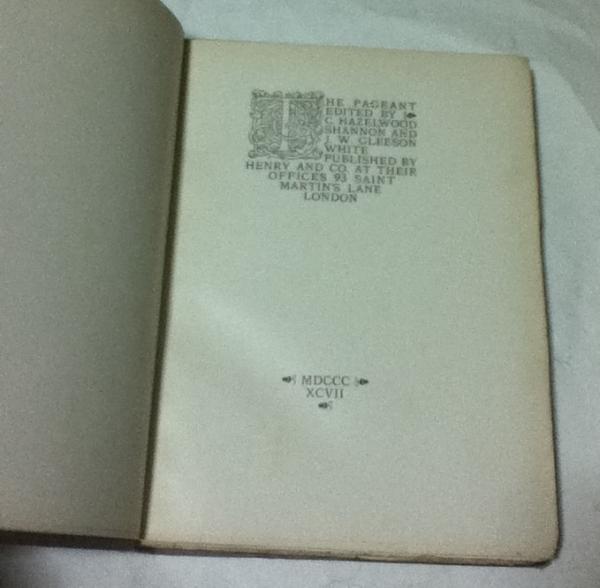 THE PAGEANT
EDITED BY
C. HAZELWOOD
SHANNON AND
J. W. GLEESON
WHITE
PUBLISHED BY
HENRY AND CO. AT THEIR
OFFICES 93 SAINT
MARTIN'S LANE
LONDON
MDCCC
XCVII